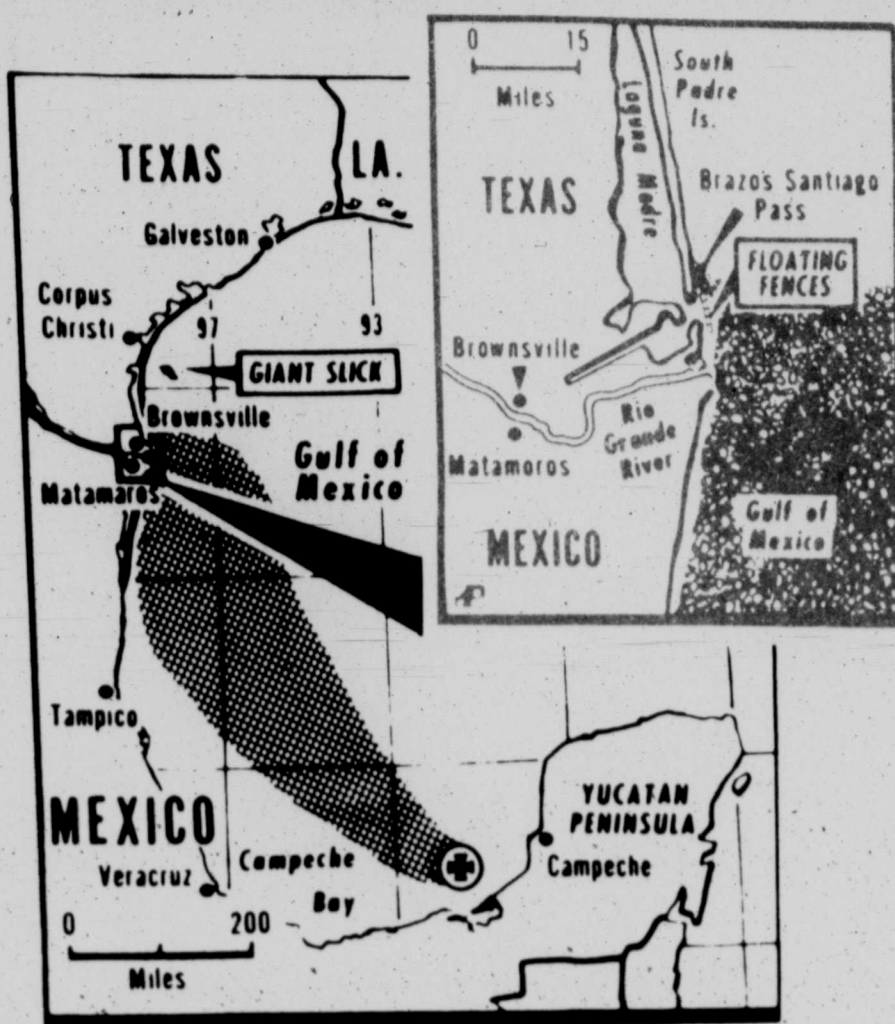 TEXAS
LA.
Galveston
Corpus
Christi
97
93
GIANT SLICK
Brownsville
Matamaros
Gulf of
Mexico
Tampico
MEXICO
Veracruz
Campeche
Bay
YUCATAN
PENINSULA
Campeche
0 200
Miles
0 15
Miles
South
Padre
Is.
Laguna Madre
TEXAS
Brazos Santiago
Pass
FLOATING
FENCES
Brownsville
Matamoros
Rio
Grande
River
MEXICO
Gulf of
Mexico
AP